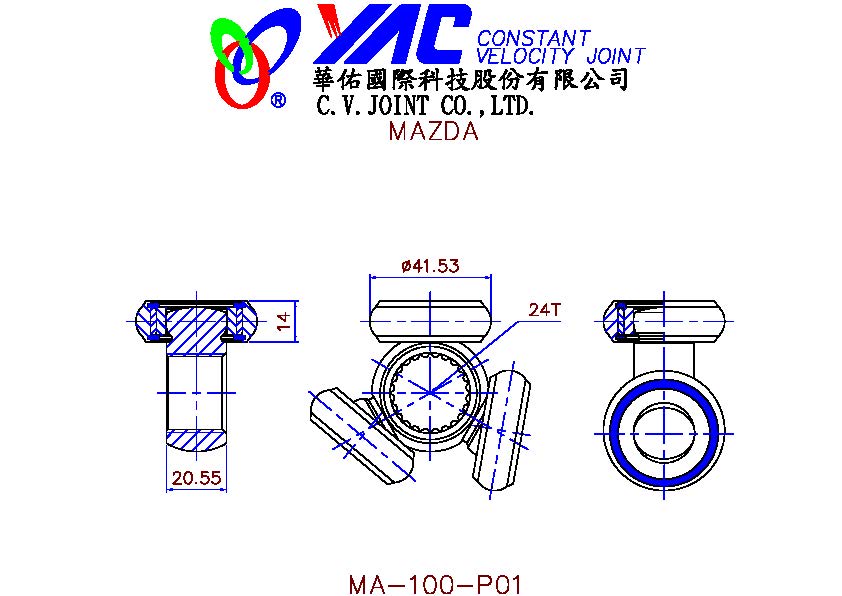 YAC CONSTANT
VELOCITY JOINT
®
華佑國際科技股份有限公司
C.V.JOINT CO.,LTD.
MAZDA
ø41.53
24T
14
20.55
MA-100-P01